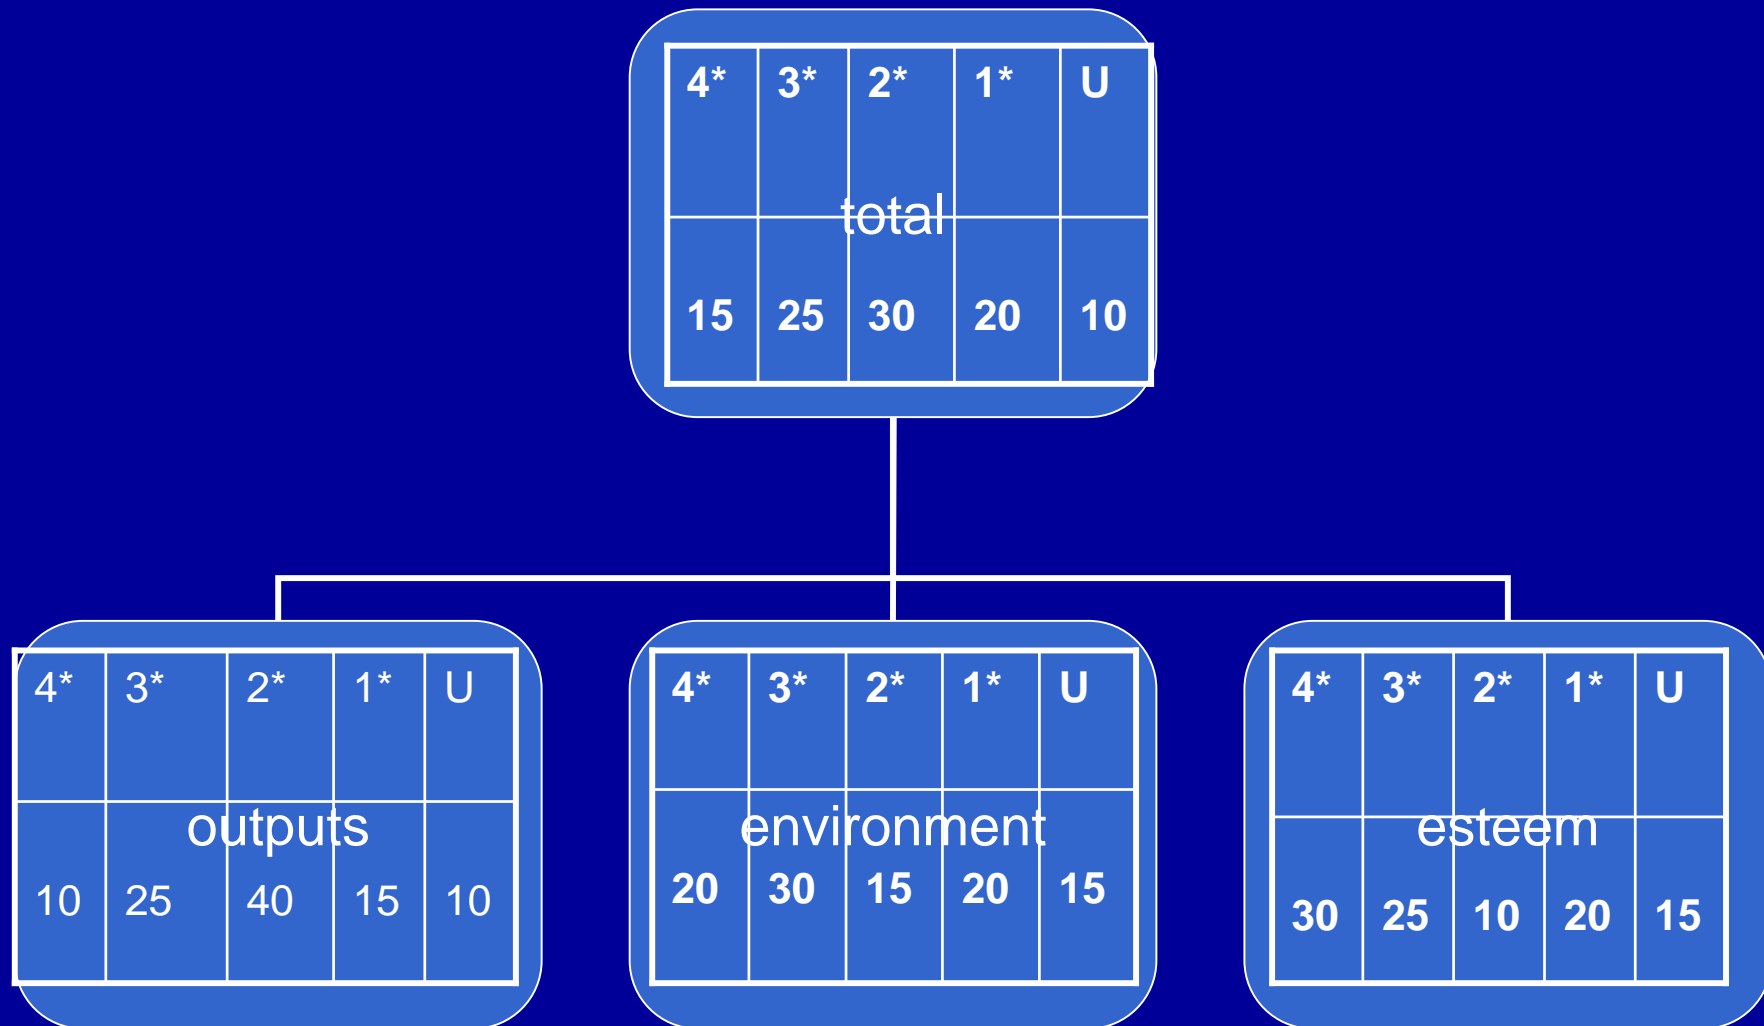 4* 3* 2* 1* U
total
15 25 30 20 10
4* 3* 2* 1* U
outputs
10 25 40 15 10
4* 3* 2* 1* U
environment
20 30 15 20 15
4* 3* 2* 1* U
esteem
30 25 10 20 15